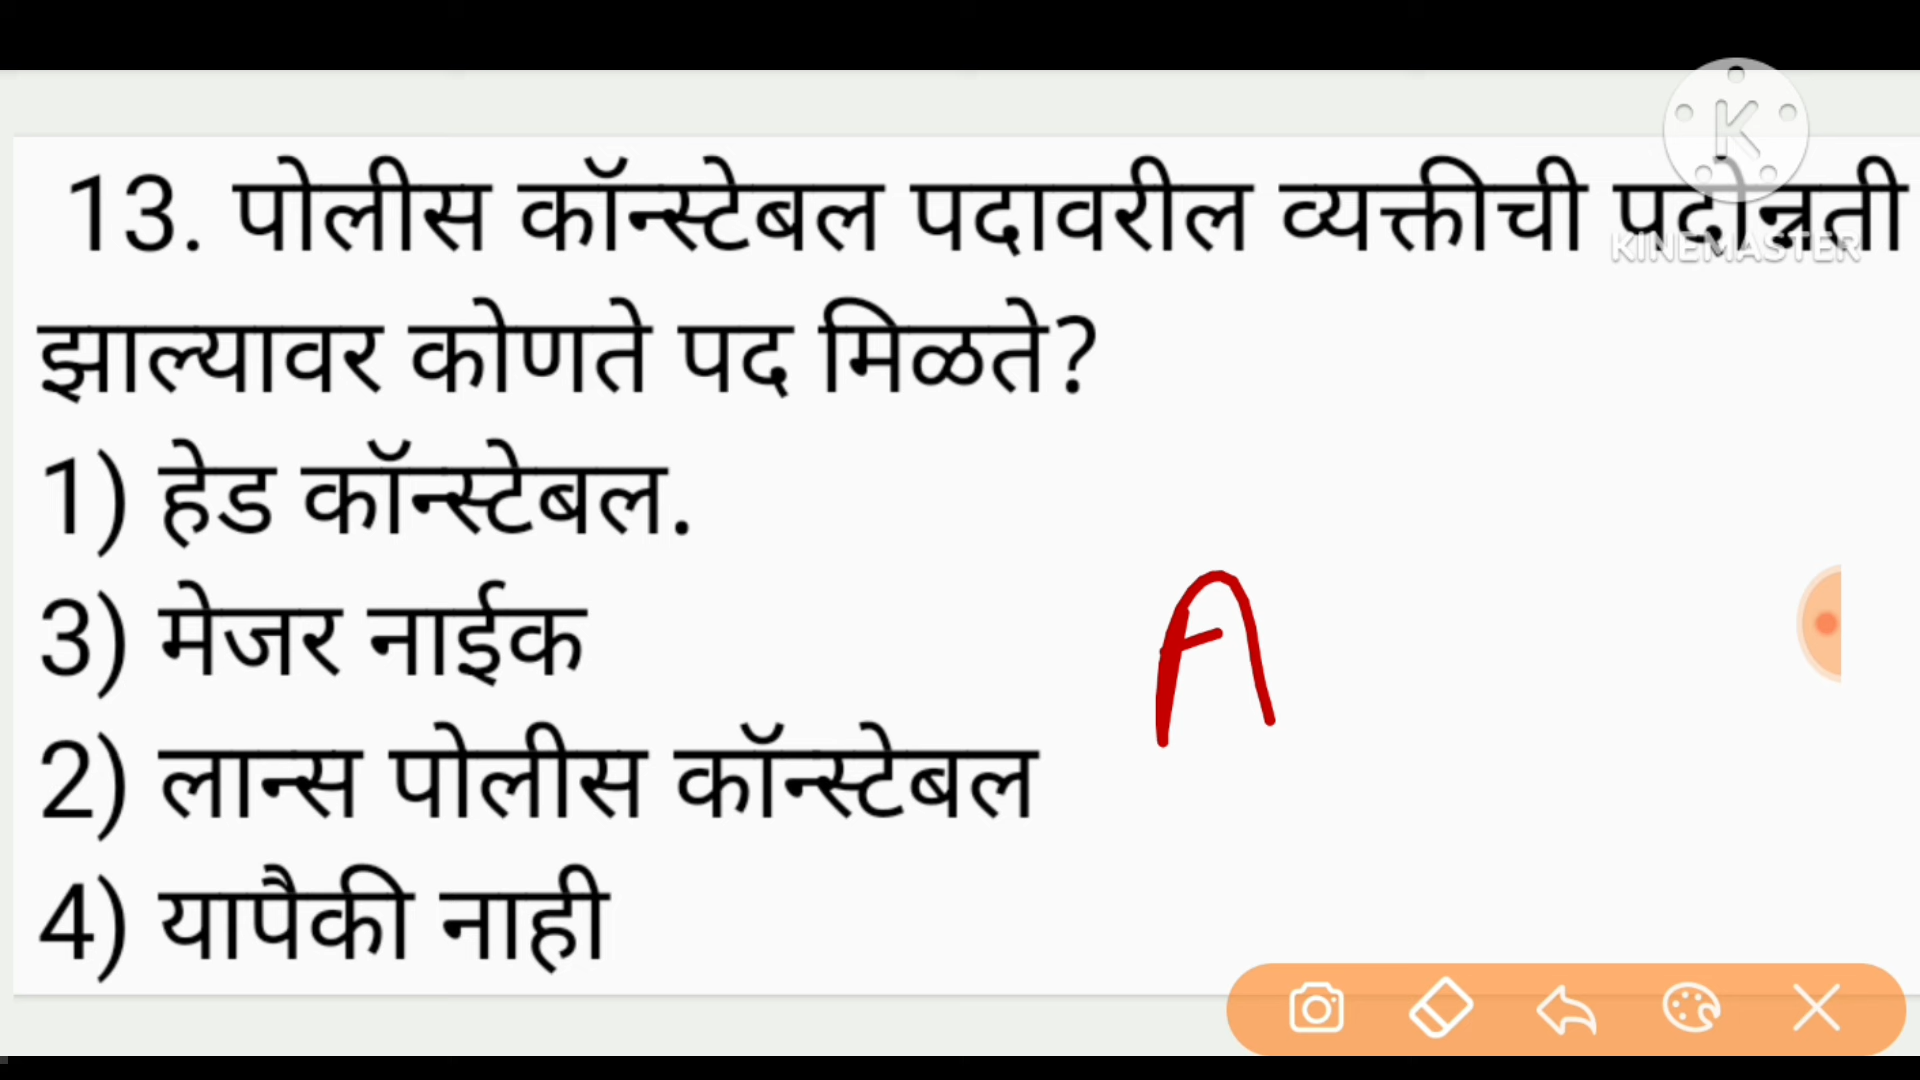 K
KINEMASTER
13. पोलीस कॉन्स्टेबल पदावरील व्यक्तीची पदोन्नती
झाल्यावर कोणते पद मिळते?
1) हेड कॉन्स्टेबल.
3) मेजर नाईक
A
2) लान्स पोलीस कॉन्स्टेबल
4) यापैकी नाही